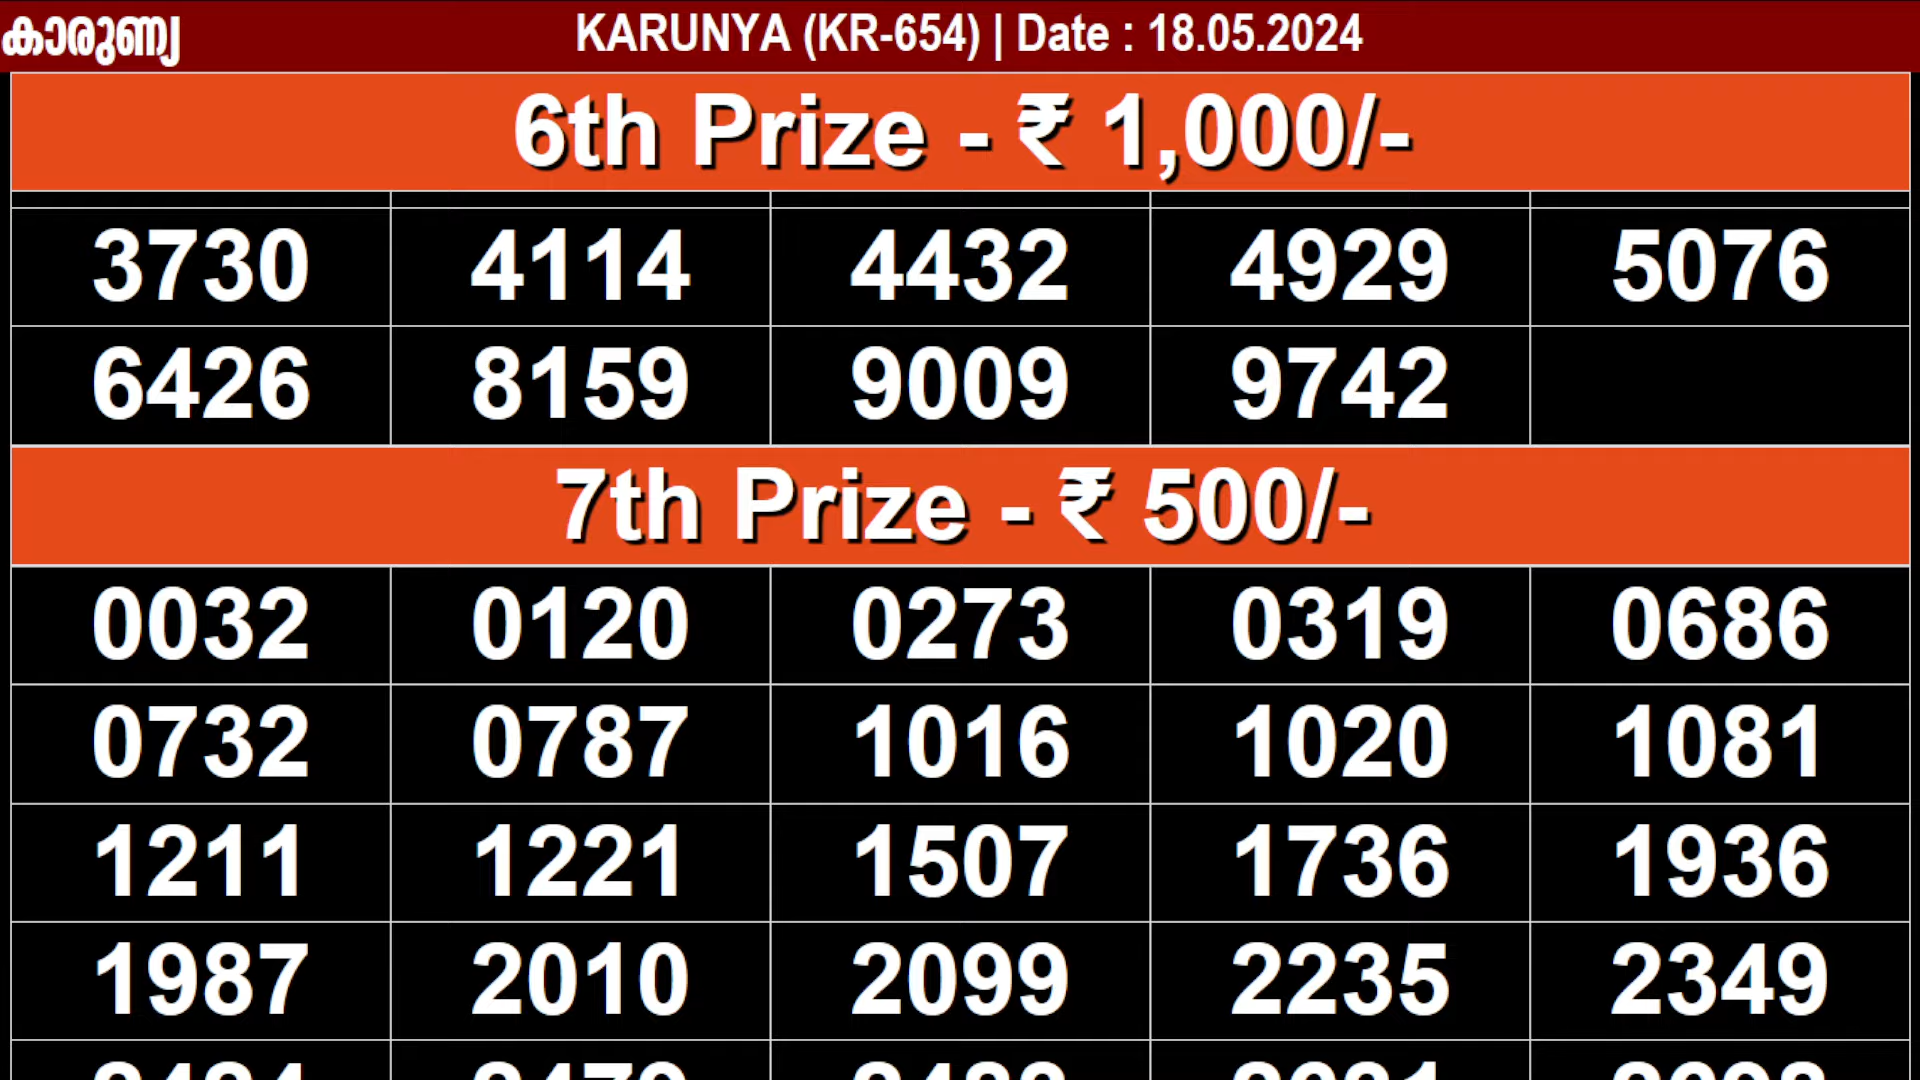 കാരുണ്യ KARUNYA (KR-654) | Date : 18.05.2024
6th Prize - ₹ 1,000/-
3730 4114 4432 4929 5076
6426 8159 9009 9742
7th Prize - ₹ 500/-
0032 0120 0273 0319 0686
0732 0787 1016 1020 1081
1211 1221 1507 1736 1936
1987 2010 2099 2235 2349